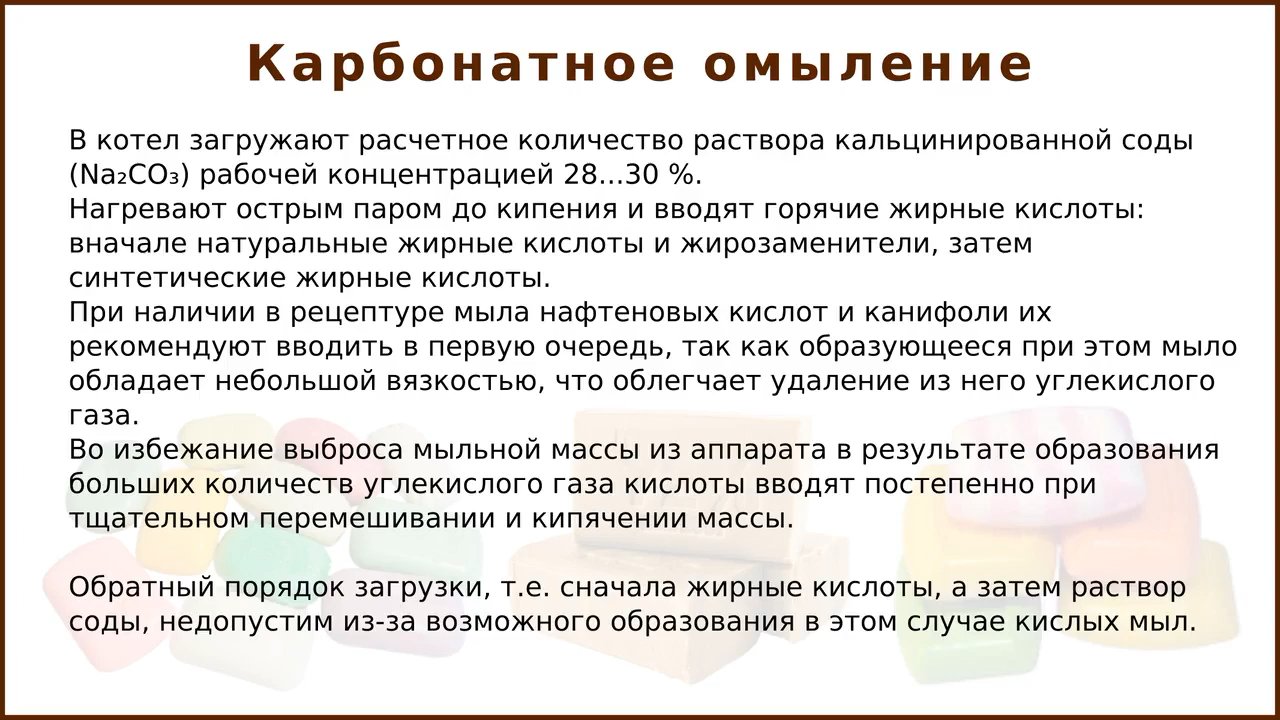 Карбонатное омыление
В котел загружают расчетное количество раствора кальцинированной соды
(Na₂CO₃) рабочей концентрацией 28...30 %.
Нагревают острым паром до кипения и вводят горячие жирные кислоты:
вначале натуральные жирные кислоты и жирозаменители, затем
синтетические жирные кислоты.
При наличии в рецептуре мыла нафтеновых кислот и канифоли их
рекомендуют вводить в первую очередь, так как образующееся при этом мыло
обладает небольшой вязкостью, что облегчает удаление из него углекислого
газа.
Во избежание выброса мыльной массы из аппарата в результате образования
больших количеств углекислого газа кислоты вводят постепенно при
тщательном перемешивании и кипячении массы.
Обратный порядок загрузки, т.е. сначала жирные кислоты, а затем раствор
соды, недопустим из-за возможного образования в этом случае кислых мыл.